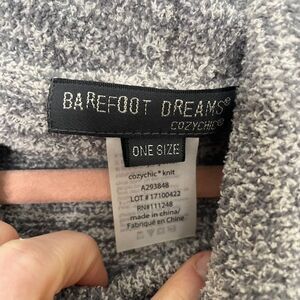 BAREFOOT DREAMS®
COZYCHIC®
ONE SIZE
cozychic® knit
A293848
LOT # 17100422
RN#111248
made in china/
Fabriqué en Chine